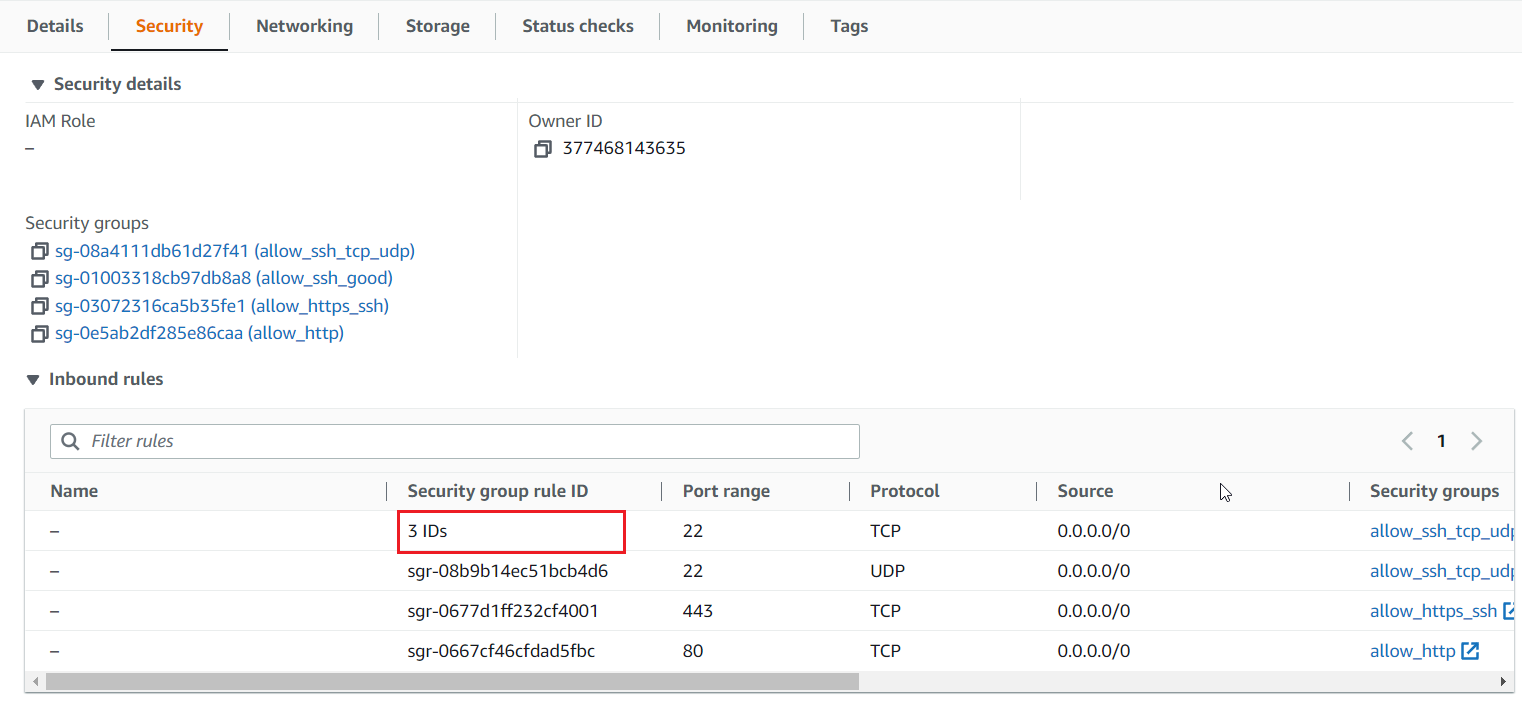 Details Security Networking Storage Status checks Monitoring Tags
Security details
IAM Role Owner ID
– 377468143635
Security groups
sg-08a4111db61d27f41 (allow_ssh_tcp_udp)
sg-01003318cb97db8a8 (allow_ssh_good)
sg-03072316ca5b35fe1 (allow_https_ssh)
sg-0e5ab2df285e86caa (allow_http)
Inbound rules
Filter rules 1
Name Security group rule ID Port range Protocol Source Security groups
– 3 IDs 22 TCP 0.0.0.0/0 allow_ssh_tcp_udp
– sgr-08b9b14ec51bcb4d6 22 UDP 0.0.0.0/0 allow_ssh_tcp_udp
– sgr-0677d1ff232cf4001 443 TCP 0.0.0.0/0 allow_https_ssh
– sgr-0667cf46cfdad5fbc 80 TCP 0.0.0.0/0 allow_http